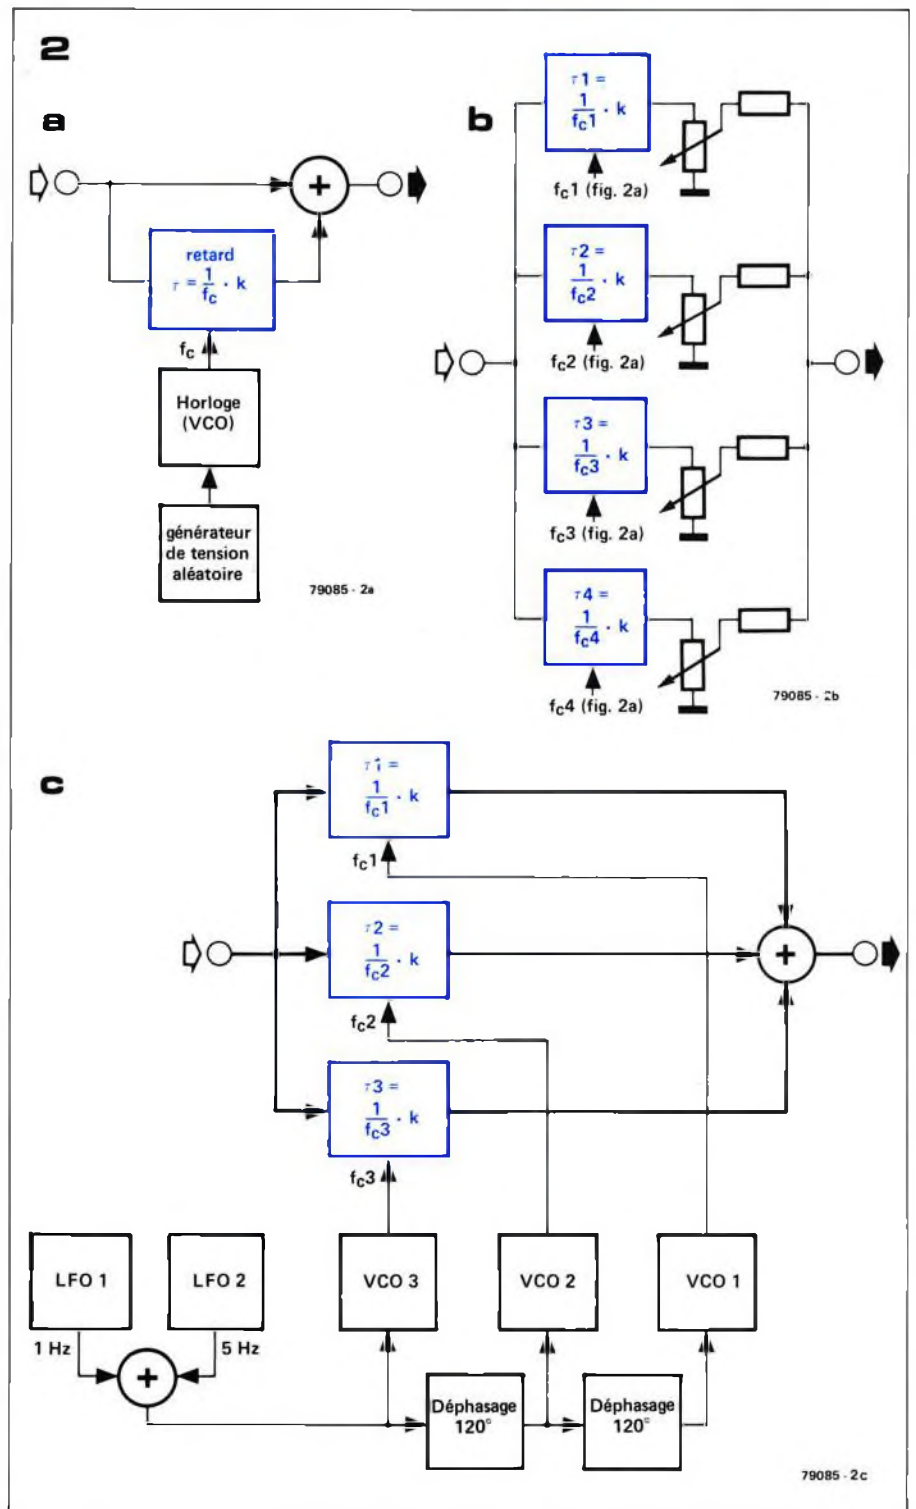 2
a
+
retard
τ = 1/fc · k
fc
Horloge
(VCO)
générateur
de tension
aléatoire
79085 - 2a
b
τ1 =
1/fc1 · k
fc1 (fig. 2a)
τ2 =
1/fc2 · k
fc2 (fig. 2a)
τ3 =
1/fc3 · k
fc3 (fig. 2a)
τ4 =
1/fc4 · k
fc4 (fig. 2a)
79085 - 2b
c
τ1 =
1/fc1 · k
fc1
τ2 =
1/fc2 · k
fc2
+
τ3 =
1/fc3 · k
fc3
LFO 1
LFO 2
VCO 3
VCO 2
VCO 1
1 Hz
5 Hz
+
Déphasage
120°
Déphasage
120°
79085 - 2c